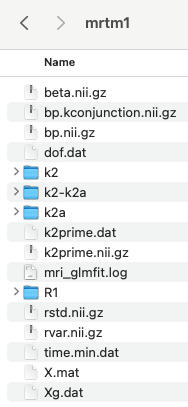 mrtm1
Name
beta.nii.gz
bp.kconjunction.nii.gz
bp.nii.gz
dof.dat
k2
k2-k2a
k2a
k2prime.dat
k2prime.nii.gz
mri_glmfit.log
R1
rstd.nii.gz
rvar.nii.gz
time.min.dat
X.mat
Xg.dat